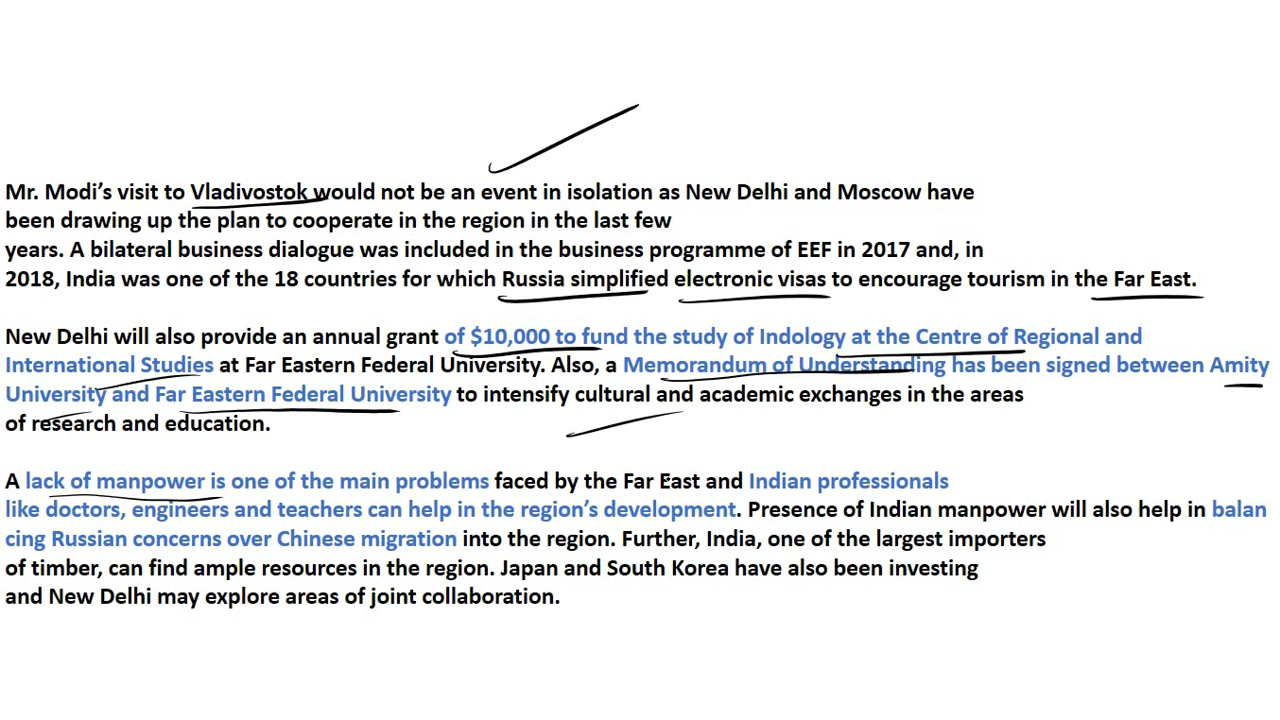 Mr. Modi’s visit to Vladivostok would not be an event in isolation as New Delhi and Moscow have
been drawing up the plan to cooperate in the region in the last few
years. A bilateral business dialogue was included in the business programme of EEF in 2017 and, in
2018, India was one of the 18 countries for which Russia simplified electronic visas to encourage tourism in the Far East.
New Delhi will also provide an annual grant of $10,000 to fund the study of Indology at the Centre of Regional and
International Studies at Far Eastern Federal University. Also, a Memorandum of Understanding has been signed between Amity
University and Far Eastern Federal University to intensify cultural and academic exchanges in the areas
of research and education.
A lack of manpower is one of the main problems faced by the Far East and Indian professionals
like doctors, engineers and teachers can help in the region’s development. Presence of Indian manpower will also help in balan
cing Russian concerns over Chinese migration into the region. Further, India, one of the largest importers
of timber, can find ample resources in the region. Japan and South Korea have also been investing
and New Delhi may explore areas of joint collaboration.